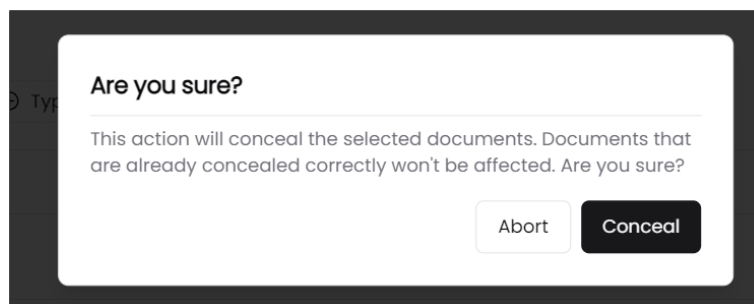 Are you sure?
Typ
This action will conceal the selected documents. Documents that
are already concealed correctly won't be affected. Are you sure?
Abort
Conceal